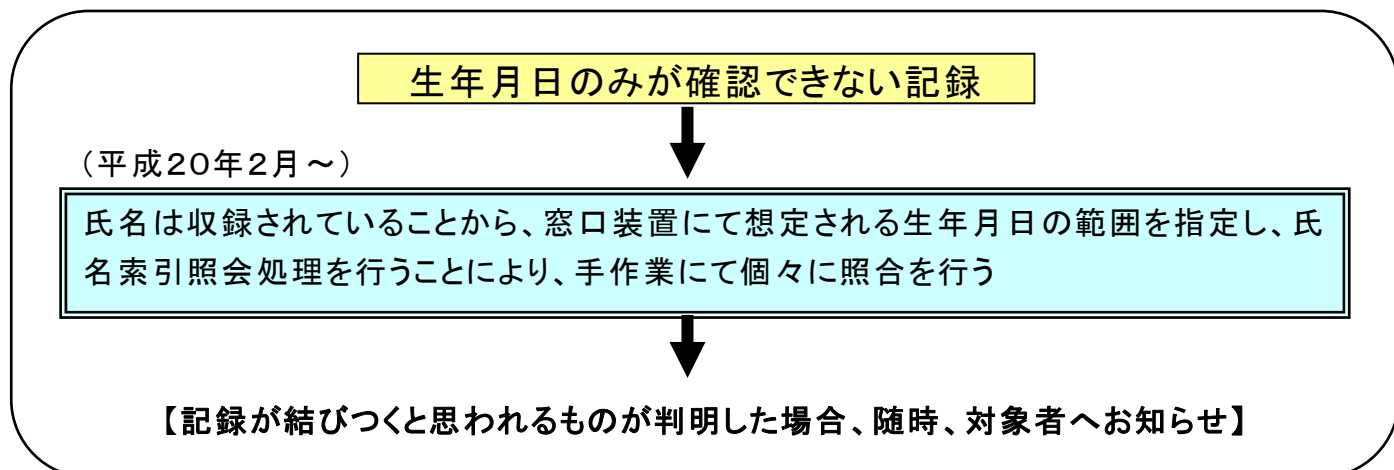 生年月日のみが確認できない記録
（平成２０年２月～）
氏名は収録されていることから、窓口装置にて想定される生年月日の範囲を指定し、氏
名索引照会処理を行うことにより、手作業にて個々に照合を行う
【記録が結びつくと思われるものが判明した場合、随時、対象者へお知らせ】